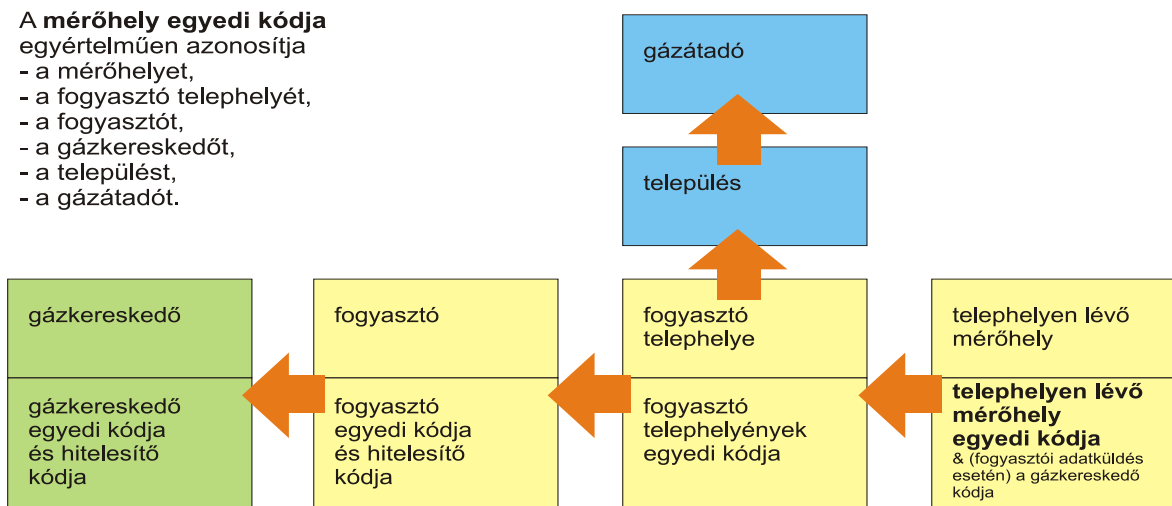 A mérőhely egyedi kódja
egyértelműen azonosítja
- a mérőhelyet,
- a fogyasztó telephelyét,
- a fogyasztót,
- a gázkereskedőt,
- a települést,
- a gázátadót.
gázátadó
település
gázkereskedő
fogyasztó
fogyasztó
telephelye
telephelyen lévő
mérőhely
gázkereskedő
egyedi kódja
és hitelesítő
kódja
fogyasztó
egyedi kódja
és hitelesítő
kódja
fogyasztó
telephelyények
egyedi kódja
telephelyen lévő
mérőhely
egyedi kódja
& (fogyasztói adatküldés
esetén) a gázkereskedő
kódja